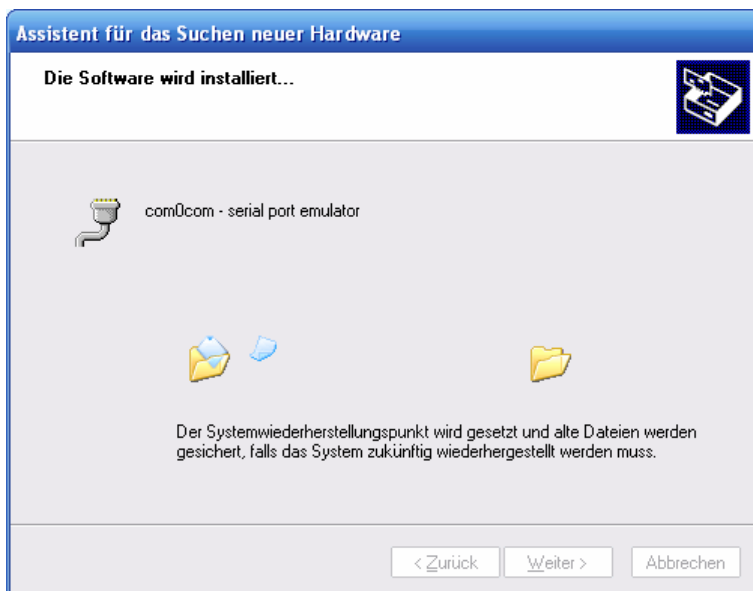 Assistent für das Suchen neuer Hardware
Die Software wird installiert...
com0com - serial port emulator
Der Systemwiederherstellungspunkt wird gesetzt und alte Dateien werden
gesichert, falls das System zukünftig wiederhergestellt werden muss.
< Zurück
Weiter >
Abbrechen